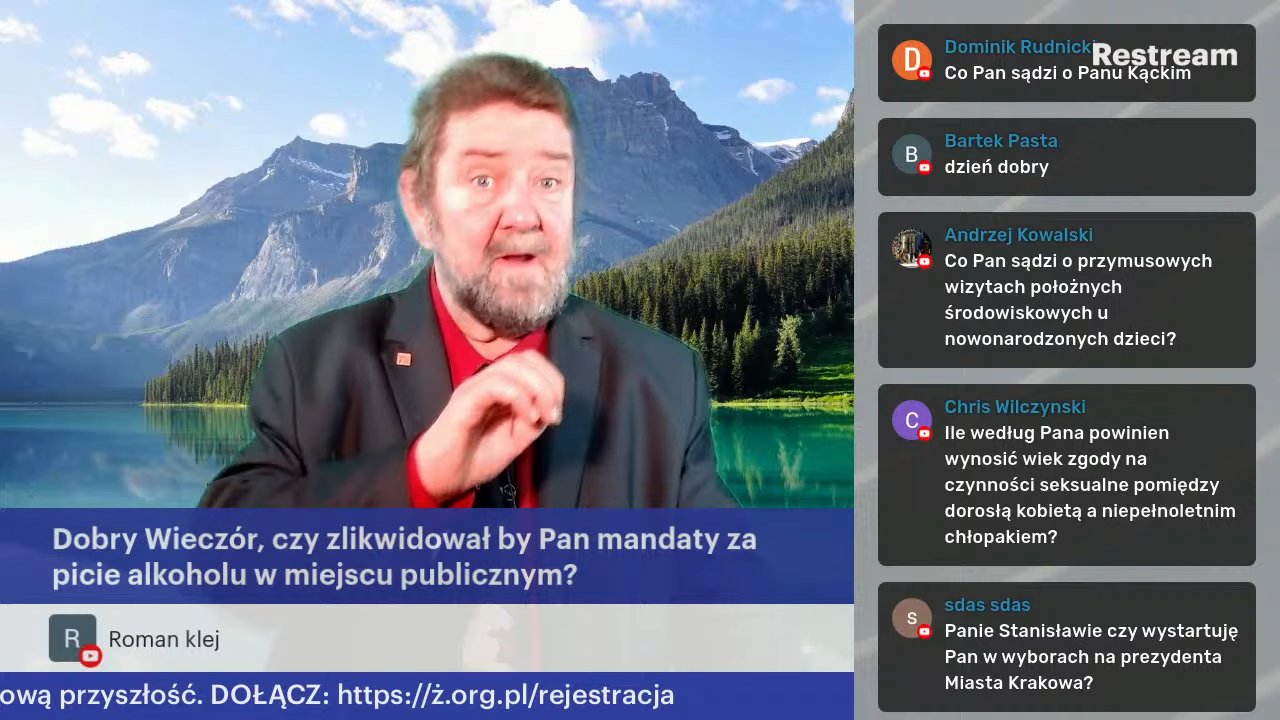 Dobry Wieczór, czy zlikwidował by Pan mandaty za
picie alkoholu w miejscu publicznym?
R
Roman klej
ową przyszłość. DOŁĄCZ: https://ż.org.pl/rejestracja
Restream
D
Dominik Rudnicki
Co Pan sądzi o Panu Kąckim
B
Bartek Pasta
dzień dobry
Andrzej Kowalski
Co Pan sądzi o przymusowych
wizytach położnych
środowiskowych u
nowonarodzonych dzieci?
C
Chris Wilczynski
Ile według Pana powinien
wynosić wiek zgody na
czynności seksualne pomiędzy
dorosłą kobietą a niepełnoletnim
chłopakiem?
s
sdas sdas
Panie Stanisławie czy wystartuję
Pan w wyborach na prezydenta
Miasta Krakowa?